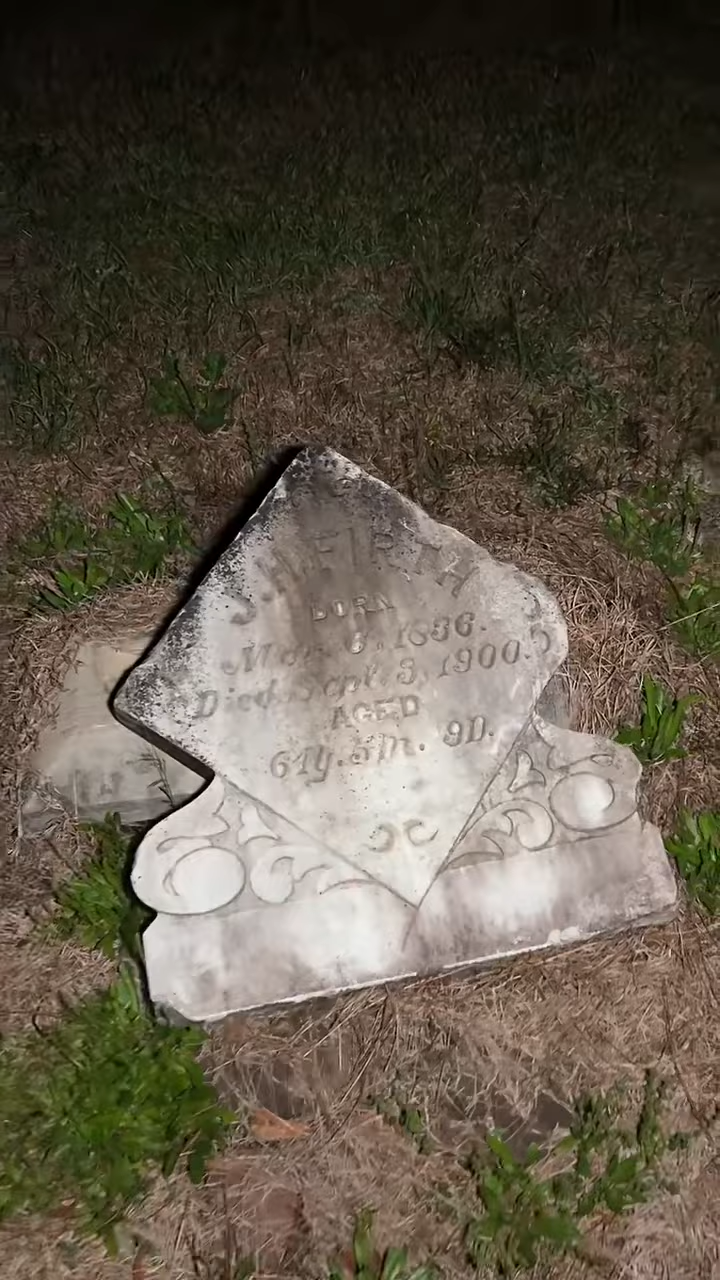 J. FIRTH
BORN
Mar. 6, 1836.
Died Sept. 3, 1900.
AGED
64y. 5m. 9D.